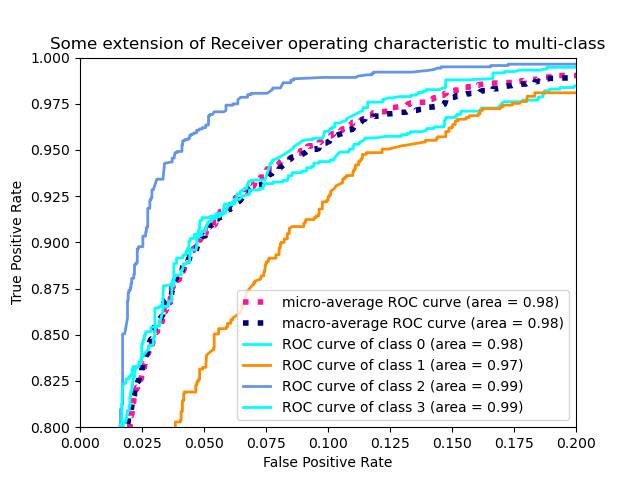 Some extension of Receiver operating characteristic to multi-class
True Positive Rate
1.000
0.975
0.950
0.925
0.900
0.875
0.850
0.825
0.800
micro-average ROC curve (area = 0.98)
macro-average ROC curve (area = 0.98)
ROC curve of class 0 (area = 0.98)
ROC curve of class 1 (area = 0.97)
ROC curve of class 2 (area = 0.99)
ROC curve of class 3 (area = 0.99)
0.000 0.025 0.050 0.075 0.100 0.125 0.150 0.175 0.200
False Positive Rate